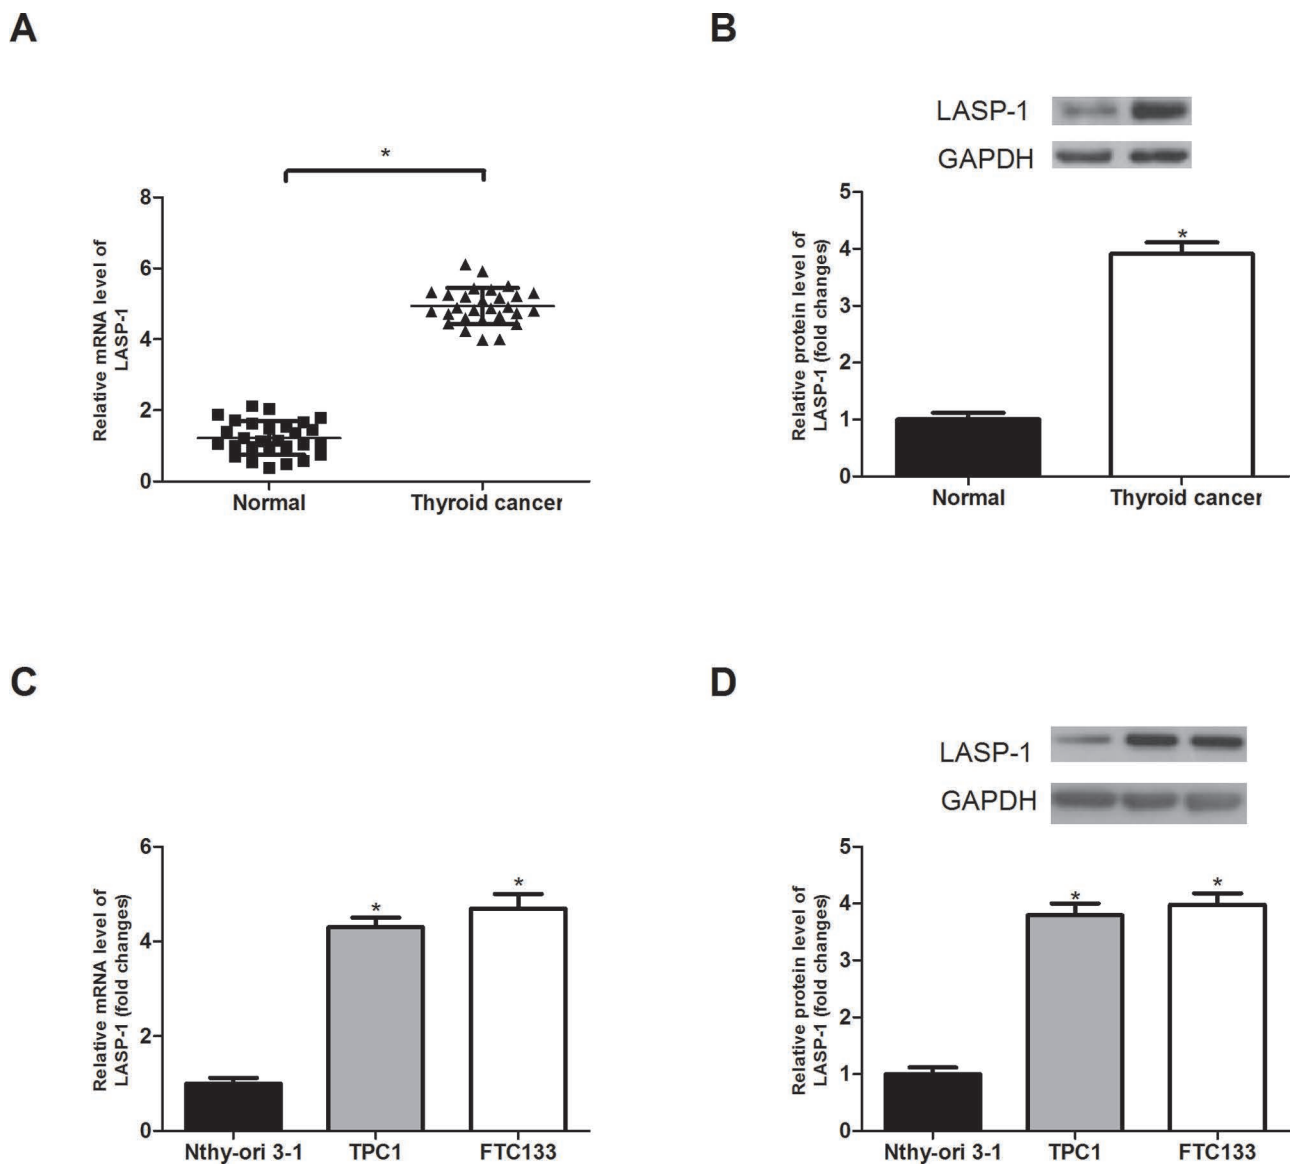 A
*
Relative mRNA level of
LASP-1
8
6
4
2
0
Normal
Thyroid cancer
B
LASP-1
GAPDH
Relative protein level of
LASP-1 (fold changes)
5
4
3
2
1
0
*
Normal
Thyroid cancer
C
Relative mRNA level of
LASP-1 (fold changes)
6
4
2
0
*
*
Nthy-ori 3-1
TPC1
FTC133
D
LASP-1
GAPDH
Relative protein level of
LASP-1 (fold changes)
5
4
3
2
1
0
*
*
Nthy-ori 3-1
TPC1
FTC133